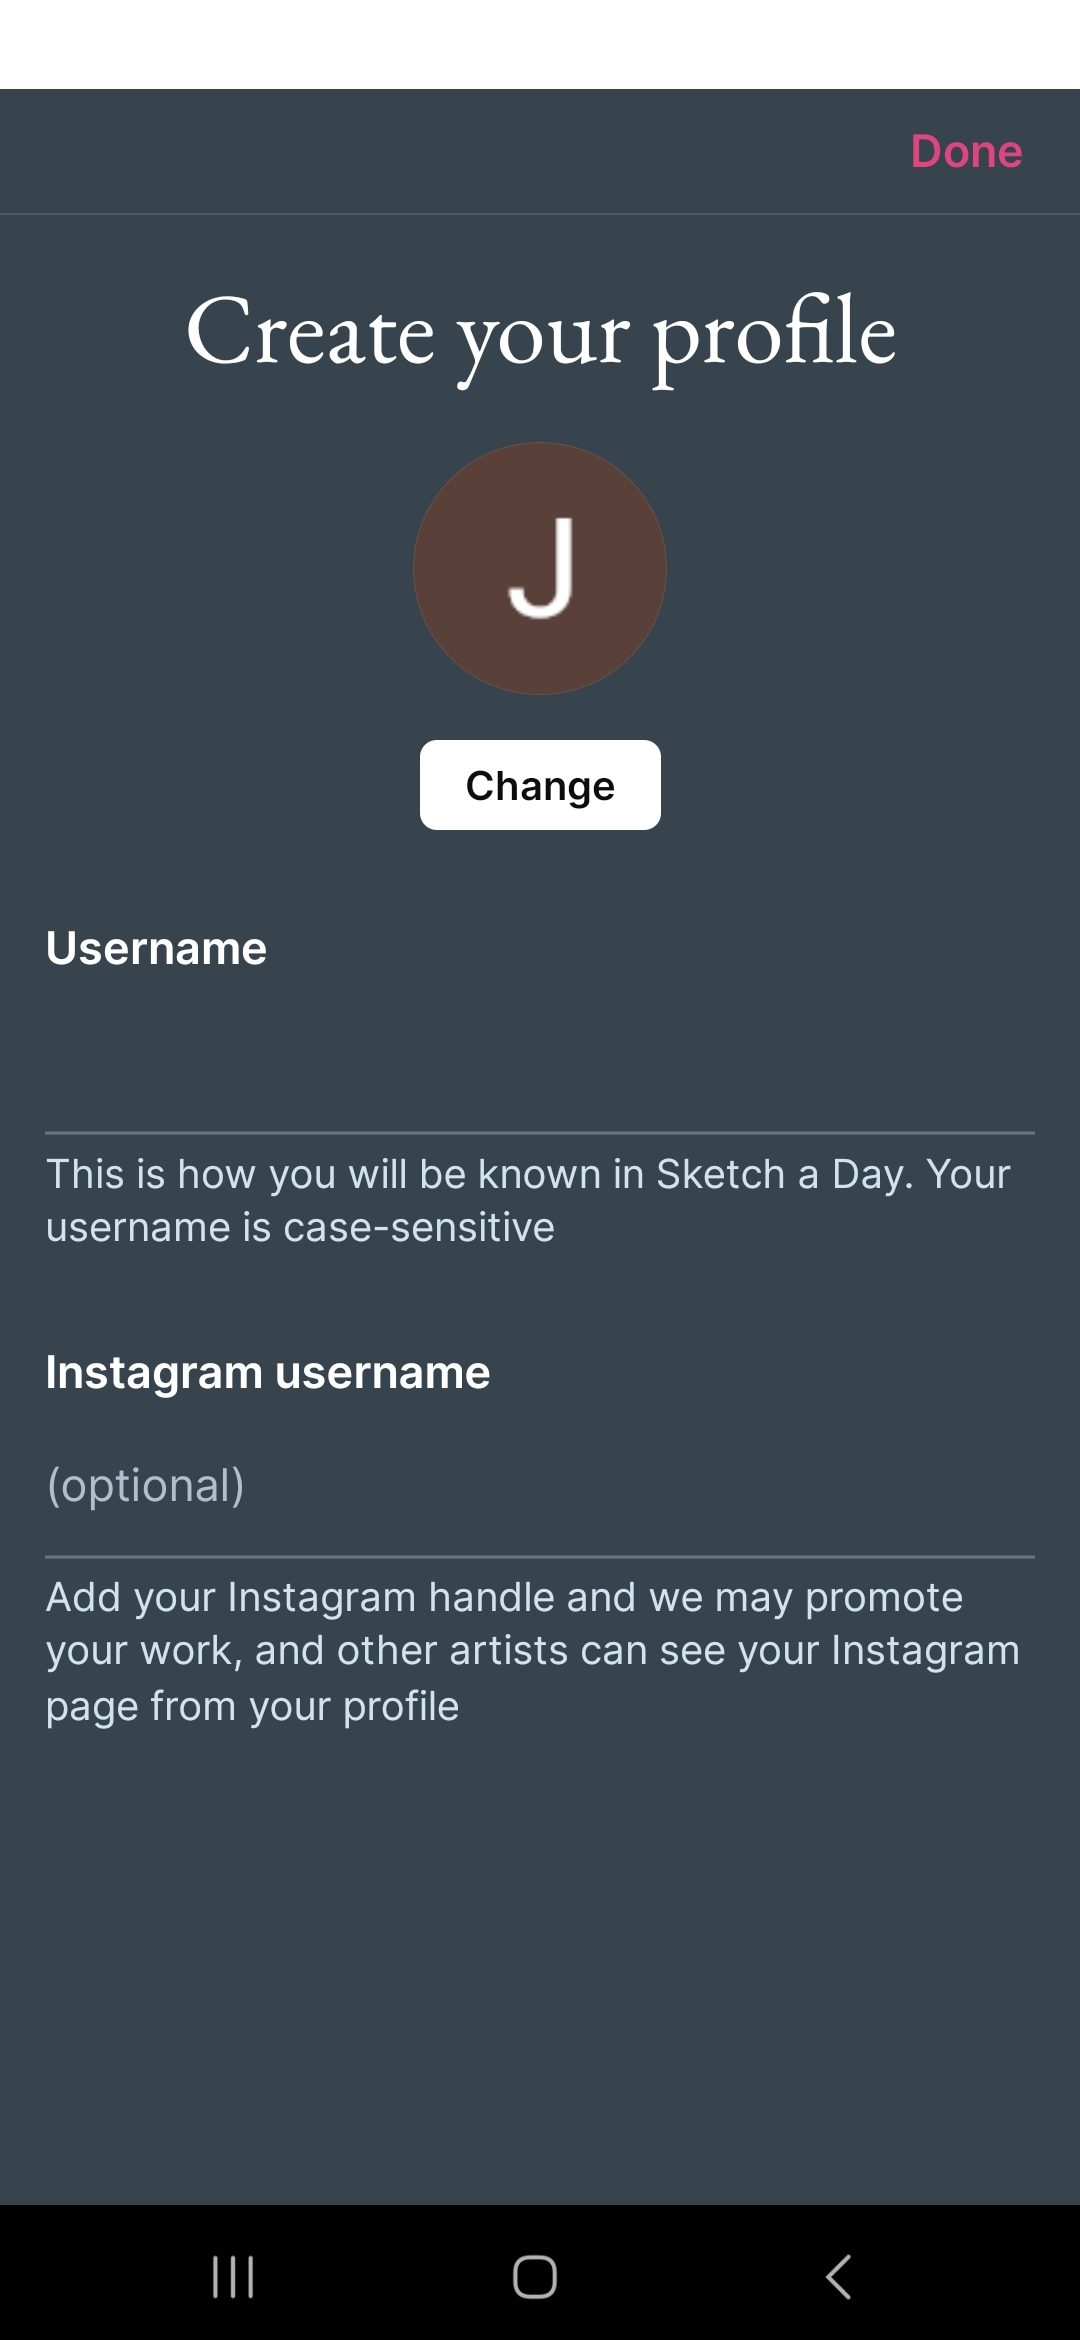 Done
Create your profile
J
Change
Username
This is how you will be known in Sketch a Day. Your
username is case-sensitive
Instagram username
(optional)
Add your Instagram handle and we may promote
your work, and other artists can see your Instagram
page from your profile